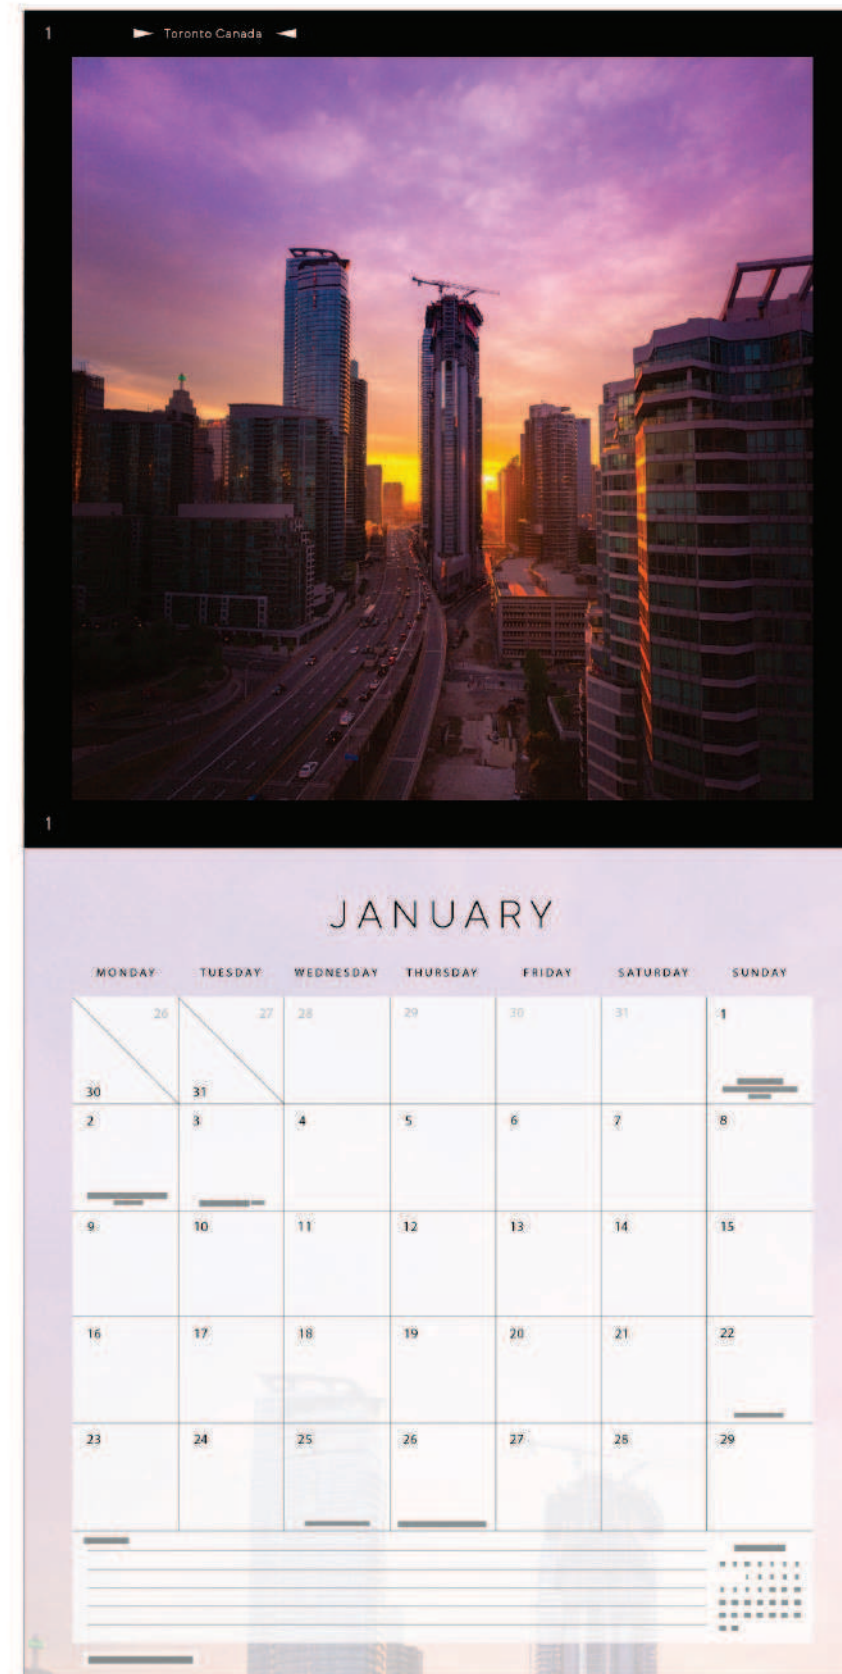 1
Toronto Canada
1
JANUARY
MONDAY TUESDAY WEDNESDAY THURSDAY FRIDAY SATURDAY SUNDAY
26 27 28 29 30 31 1
30 31
2 3 4 5 6 7 8
9 10 11 12 13 14 15
16 17 18 19 20 21 22
23 24 25 26 27 28 29